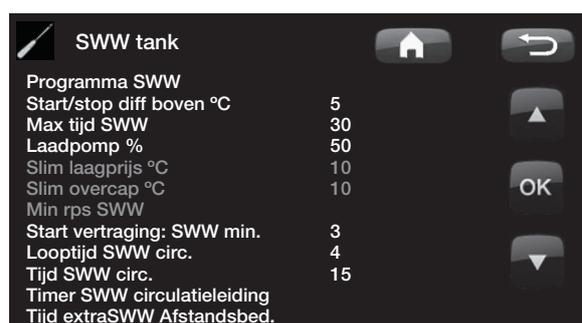 SWW tank
Programma SWW
Start/stop diff boven ºC 5
Max tijd SWW 30
Laadpomp % 50
Slim laagprijs ºC 10
Slim overcap ºC 10
Min rps SWW
Start vertraging: SWW min. 3
Looptijd SWW circ. 4
Tijd SWW circ. 15
Timer SWW circulatieleiding
Tijd extraSWW Afstandsbed.
OK